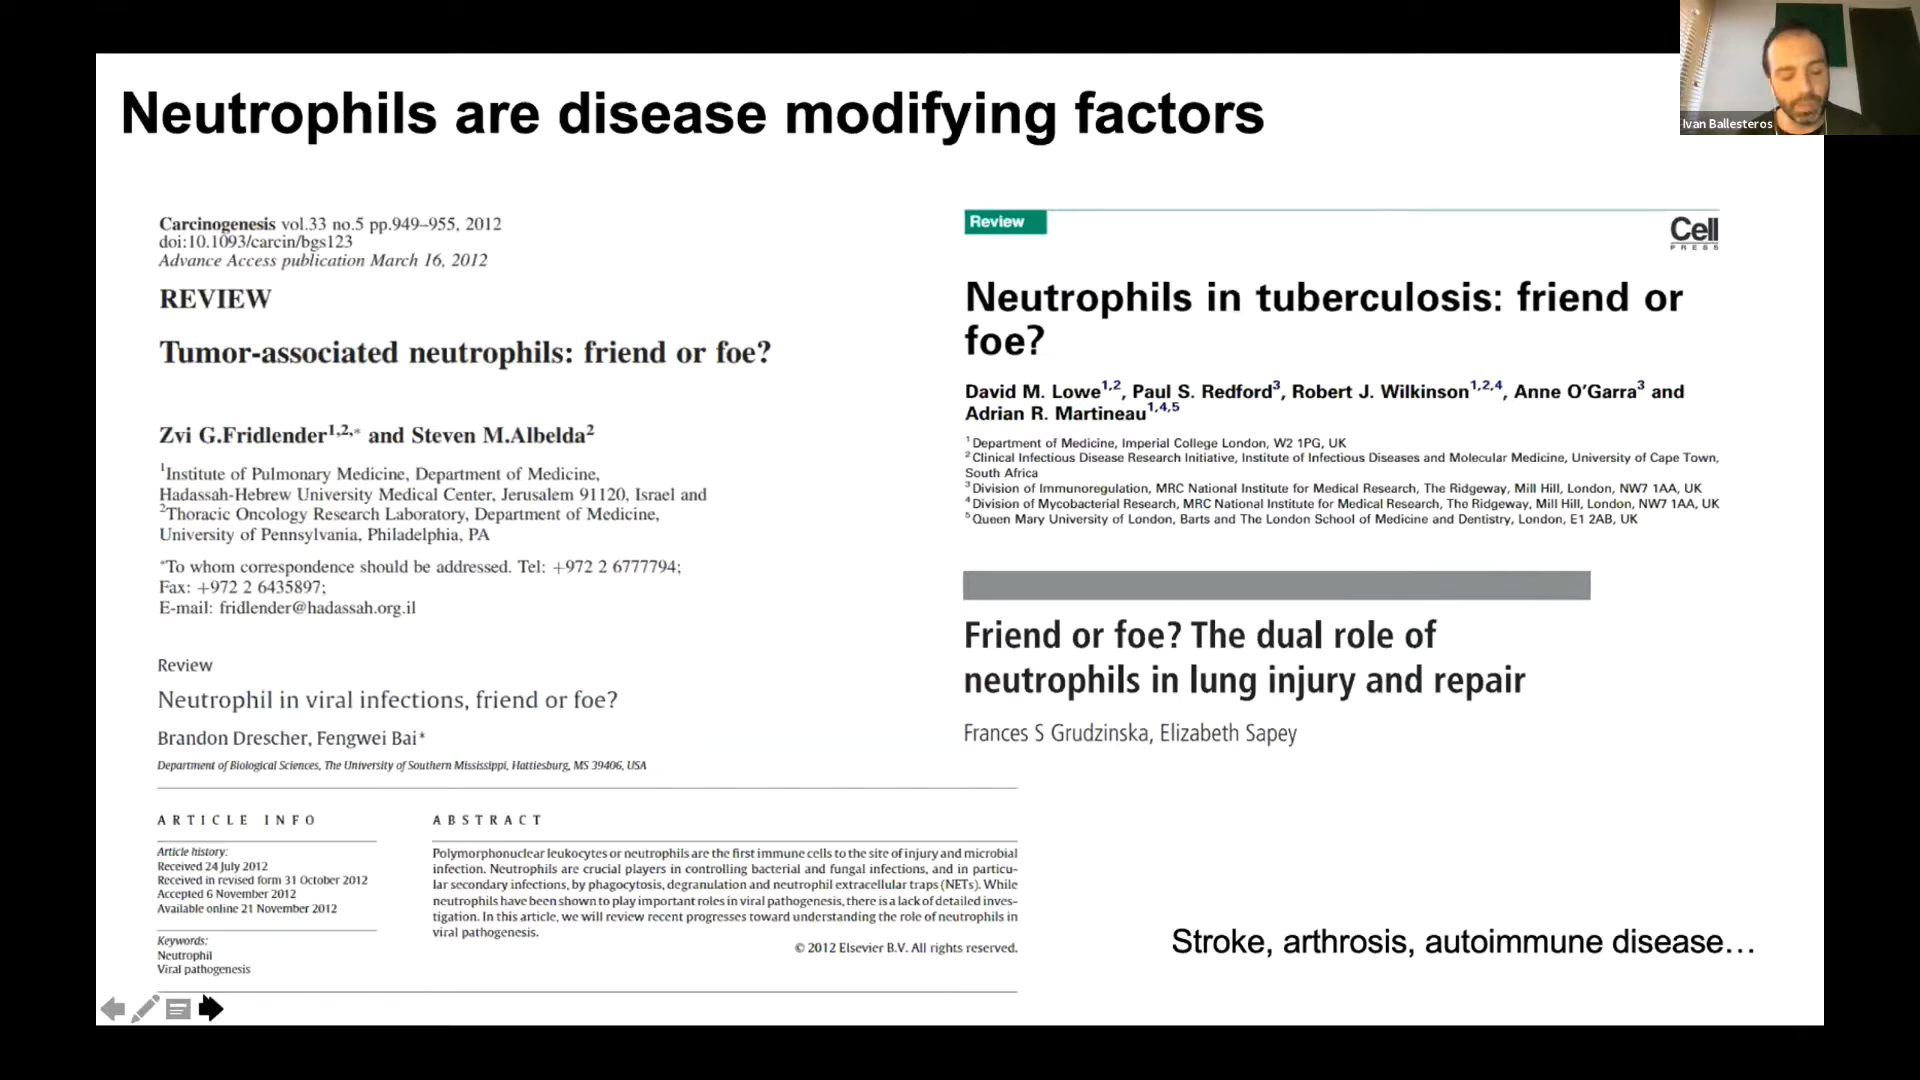 Neutrophils are disease modifying factors
Ivan Ballesteros
Carcinogenesis vol.33 no.5 pp.949–955, 2012
doi:10.1093/carcin/bgs123
Advance Access publication March 16, 2012
REVIEW
Tumor-associated neutrophils: friend or foe?
Zvi G.Fridlender1,2,* and Steven M.Albelda2
1Institute of Pulmonary Medicine, Department of Medicine,
Hadassah-Hebrew University Medical Center, Jerusalem 91120, Israel and
2Thoracic Oncology Research Laboratory, Department of Medicine,
University of Pennsylvania, Philadelphia, PA
*To whom correspondence should be addressed. Tel: +972 2 6777794;
Fax: +972 2 6435897;
E-mail: fridlender@hadassah.org.il
Review
Neutrophil in viral infections, friend or foe?
Brandon Drescher, Fengwei Bai*
Department of Biological Sciences, The University of Southern Mississippi, Hattiesburg, MS 39406, USA
ARTICLE INFO
Article history:
Received 24 July 2012
Received in revised form 31 October 2012
Accepted 6 November 2012
Available online 21 November 2012
Keywords:
Neutrophil
Viral pathogenesis
ABSTRACT
Polymorphonuclear leukocytes or neutrophils are the first immune cells to the site of injury and microbial
infection. Neutrophils are crucial players in controlling bacterial and fungal infections, and in particu-
lar secondary infections, by phagocytosis, degranulation and neutrophil extracellular traps (NETs). While
neutrophils have been shown to play important roles in viral pathogenesis, there is a lack of detailed inves-
tigation. In this article, we will review recent progresses toward understanding the role of neutrophils in
viral pathogenesis.
© 2012 Elsevier B.V. All rights reserved.
Review
Cell
PRESS
Neutrophils in tuberculosis: friend or
foe?
David M. Lowe1,2, Paul S. Redford3, Robert J. Wilkinson1,2,4, Anne O'Garra3 and
Adrian R. Martineau1,4,5
1 Department of Medicine, Imperial College London, W2 1PG, UK
2 Clinical Infectious Disease Research Initiative, Institute of Infectious Diseases and Molecular Medicine, University of Cape Town,
South Africa
3 Division of Immunoregulation, MRC National Institute for Medical Research, The Ridgeway, Mill Hill, London, NW7 1AA, UK
4 Division of Mycobacterial Research, MRC National Institute for Medical Research, The Ridgeway, Mill Hill, London, NW7 1AA, UK
5 Queen Mary University of London, Barts and The London School of Medicine and Dentistry, London, E1 2AB, UK
Friend or foe? The dual role of
neutrophils in lung injury and repair
Frances S Grudzinska, Elizabeth Sapey
Stroke, arthrosis, autoimmune disease…